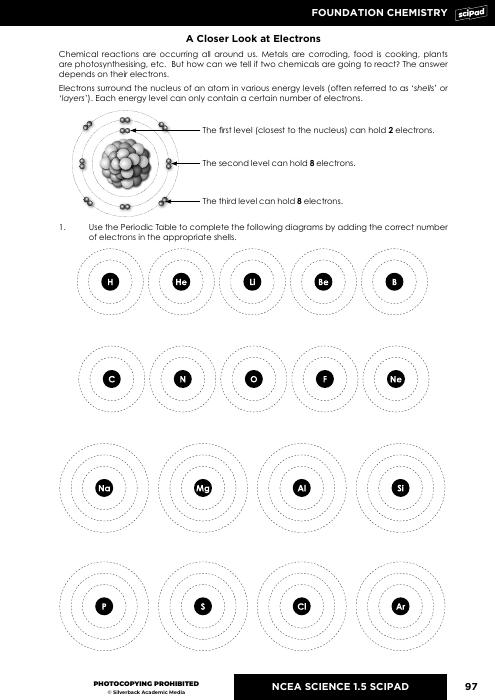 FOUNDATION CHEMISTRY scipad
A Closer Look at Electrons
Chemical reactions are occurring all around us. Metals are corroding, food is cooking, plants
are photosynthesising, etc. But how can we tell if two chemicals are going to react? The answer
depends on their electrons.
Electrons surround the nucleus of an atom in various energy levels (often referred to as ‘shells’ or
‘layers’). Each energy level can only contain a certain number of electrons.
The first level (closest to the nucleus) can hold 2 electrons.
The second level can hold 8 electrons.
The third level can hold 8 electrons.
1. Use the Periodic Table to complete the following diagrams by adding the correct number
of electrons in the appropriate shells.
H He Li Be B
C N O F Ne
Na Mg Al Si
P S Cl Ar
PHOTOCOPYING PROHIBITED
© Silverback Academic Media
NCEA SCIENCE 1.5 SCIPAD 97